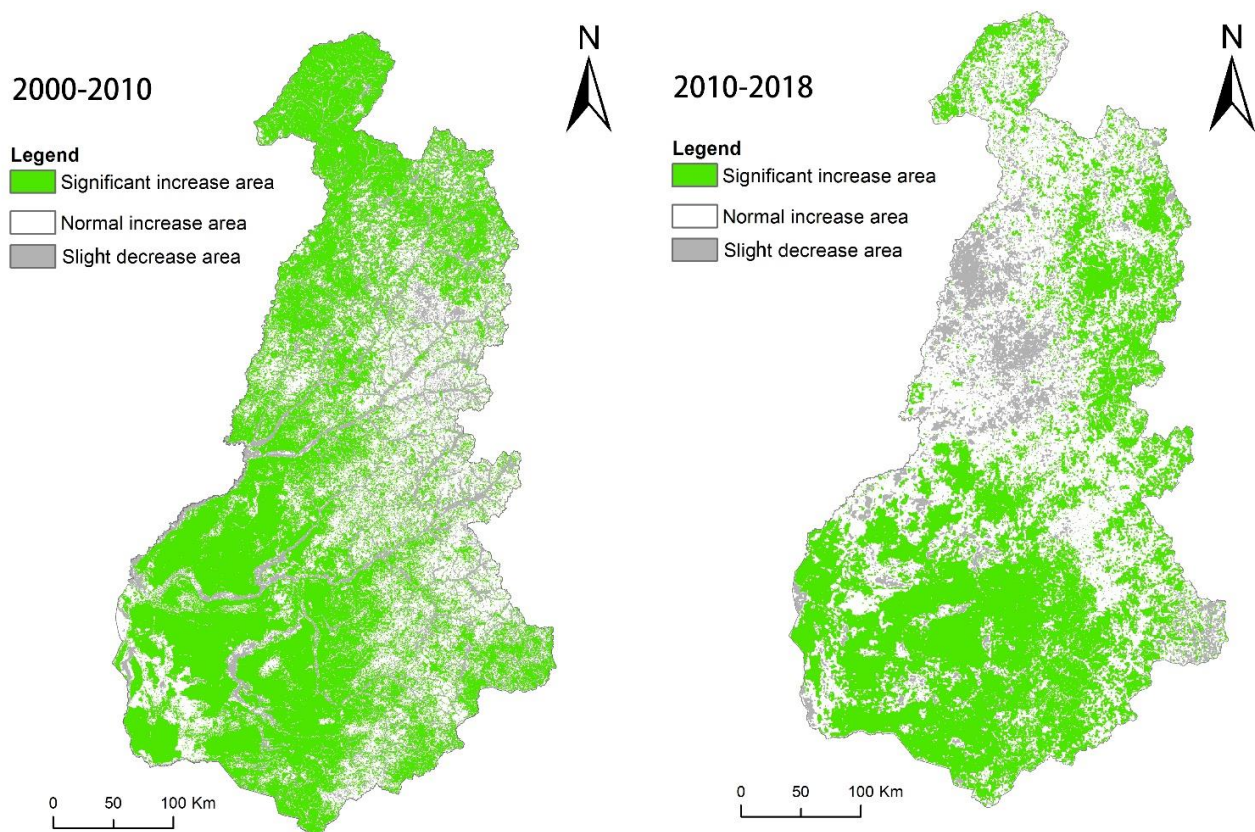 N
2000-2010
Legend
Significant increase area
Normal increase area
Slight decrease area
0 50 100 Km
N
2010-2018
Legend
Significant increase area
Normal increase area
Slight decrease area
0 50 100 Km